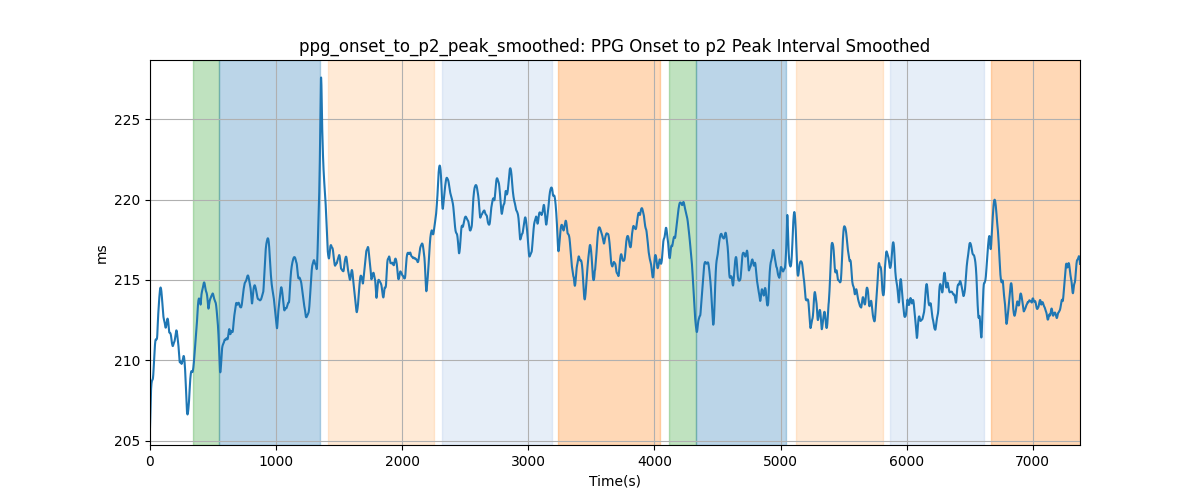 ppg_onset_to_p2_peak_smoothed: PPG Onset to p2 Peak Interval Smoothed
225
220
215
210
205
ms
0 1000 2000 3000 4000 5000 6000 7000
Time(s)